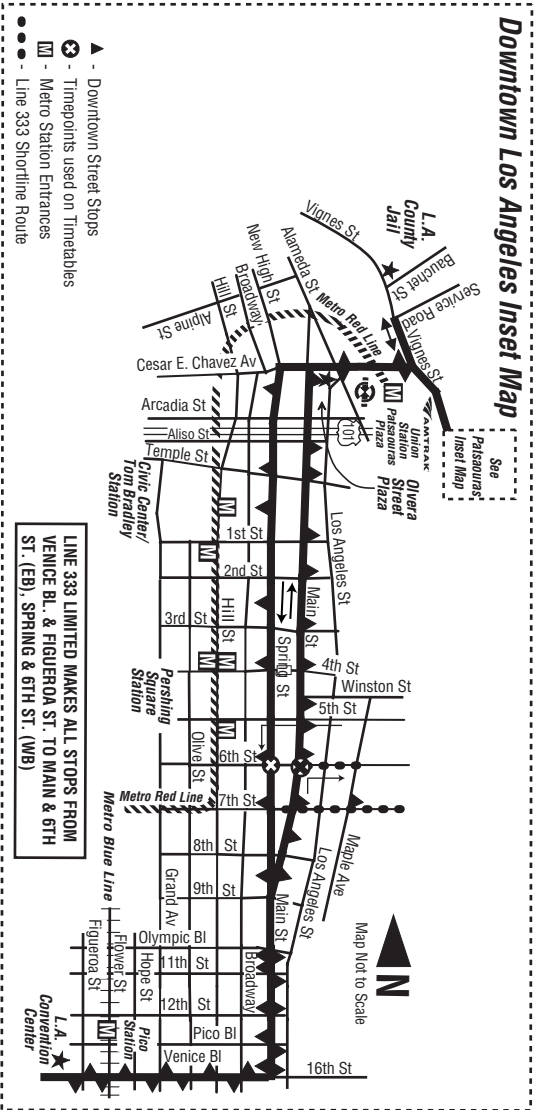 Downtown Los Angeles Inset Map
See
Patsaouras
Inset Map
L.A.
County
Jail
Vignes St
Bauchet St
Service Road
Vignes St
AMTRAK
Metro Red Line
M
Union
Station
Patsaouras
Plaza
Olvera
Street
Plaza
101
Alameda St
New High St
Broadway
Hill St
Alpine St
Cesar E. Chavez Av
Arcadia St
Aliso St
Temple St
Civic Center/
Tom Bradley
Station
M
M
1st St
2nd St
3rd St
4th St
Winston St
5th St
6th St
7th St
8th St
9th St
Olympic Bl
11th St
12th St
Pico Bl
Venice Bl
16th St
Los Angeles St
Main St
Spring St
Hill St
M
M
M
Pershing
Square
Station
Olive St
Metro Red Line
Grand Av
Maple Ave
Los Angeles St
Main St
Broadway
Hope St
Flower St
Figueroa St
Metro Blue Line
M
Pico
Station
L.A.
Convention
Center
N
Map Not to Scale
LINE 333 LIMITED MAKES ALL STOPS FROM
VENICE BL. & FIGUEROA ST. TO MAIN & 6TH
ST. (EB), SPRING & 6TH ST. (WB)
- Downtown Street Stops
- Timepoints used on Timetables
M - Metro Station Entrances
- Line 333 Shortline Route